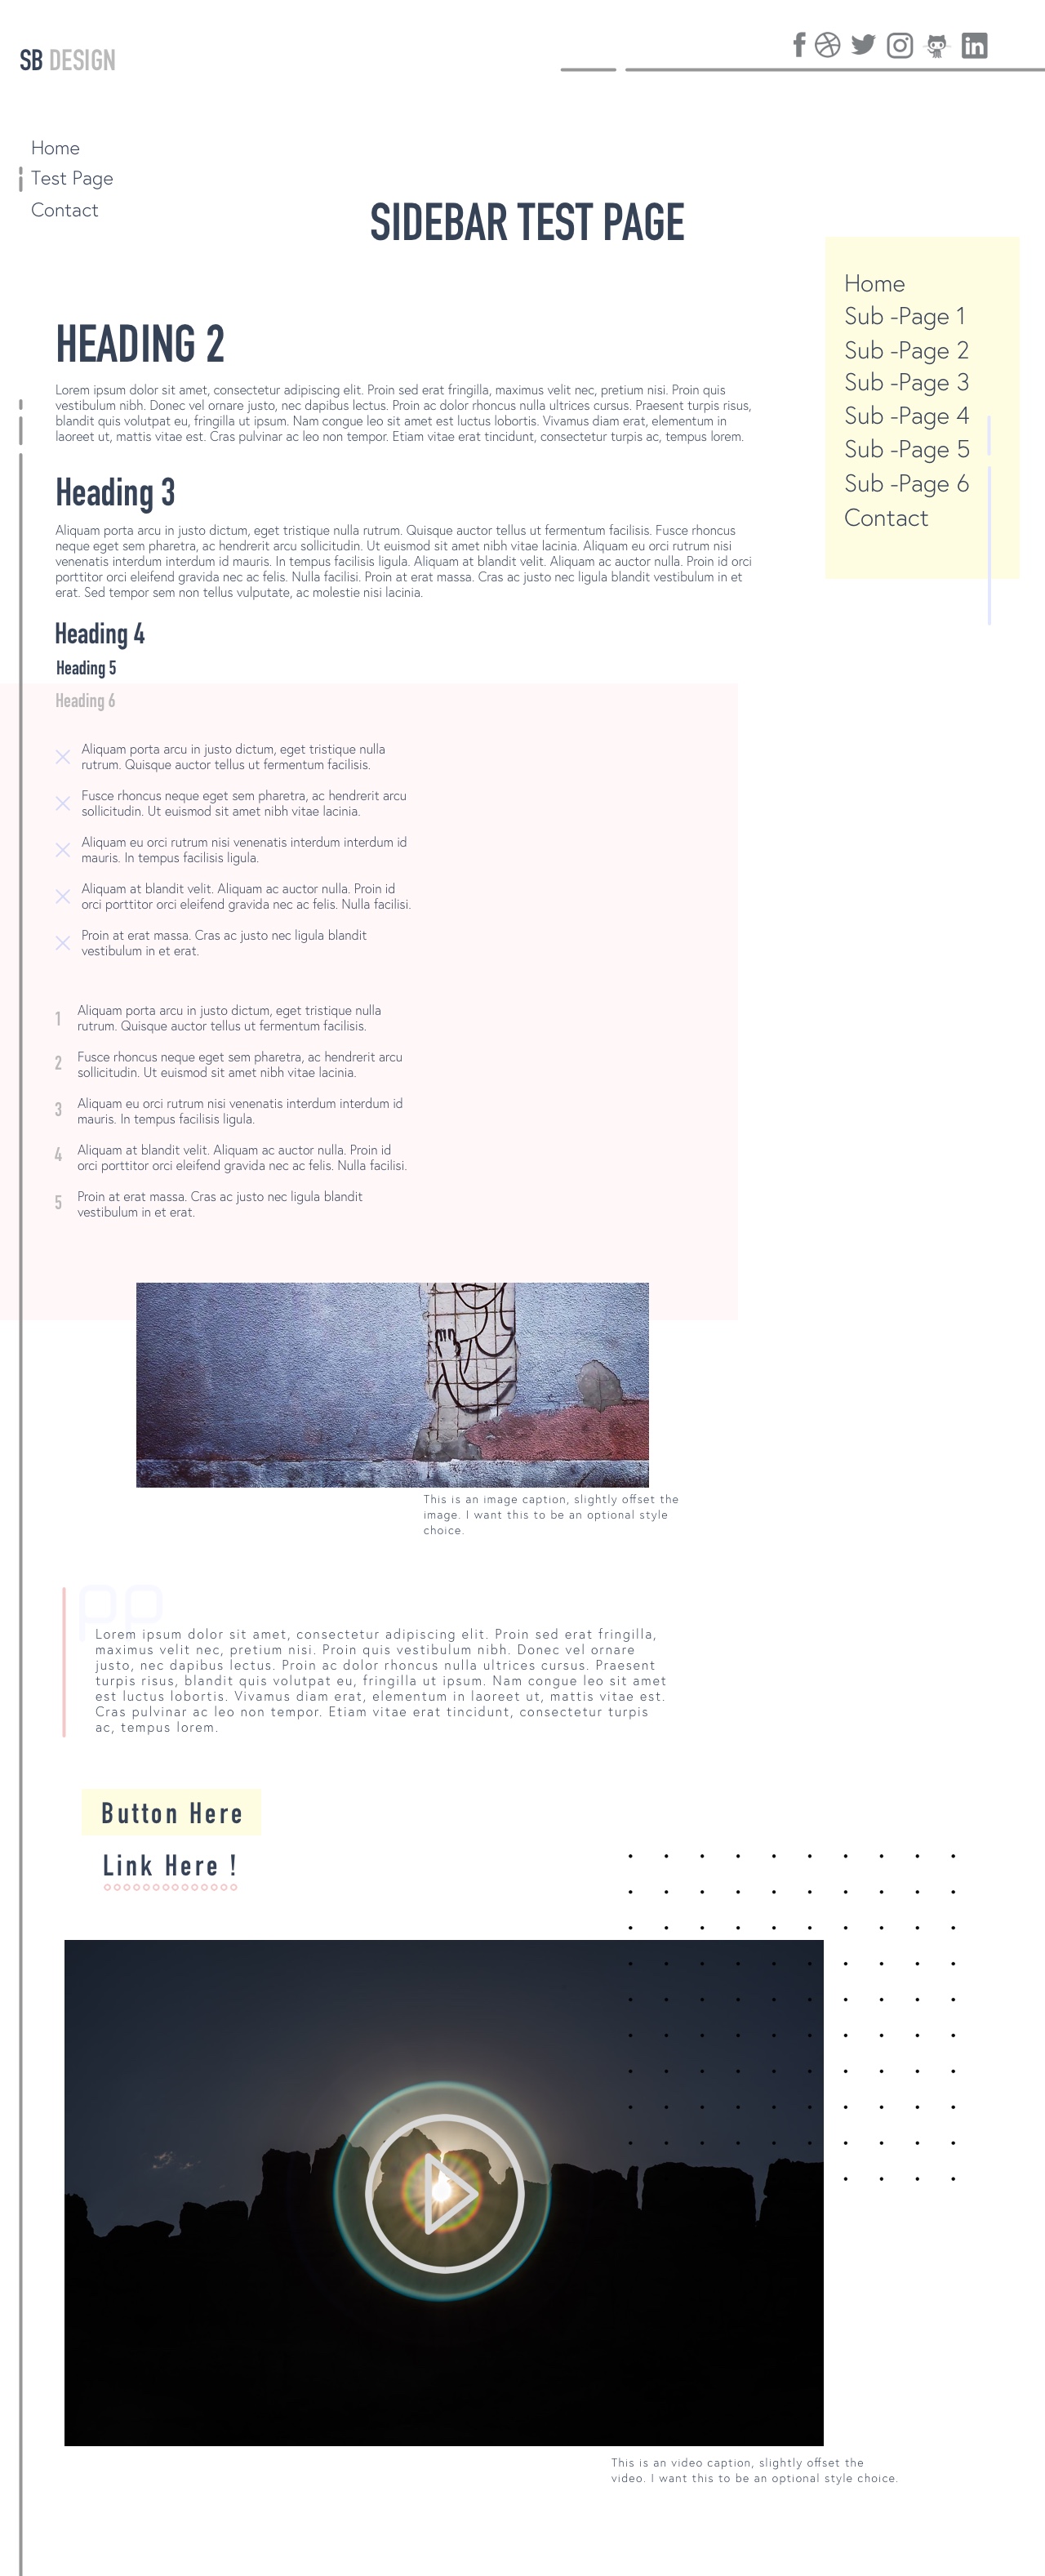 SB DESIGN
Home
Test Page
Contact
SIDEBAR TEST PAGE
Home
Sub -Page 1
Sub -Page 2
Sub -Page 3
Sub -Page 4
Sub -Page 5
Sub -Page 6
Contact
HEADING 2
Lorem ipsum dolor sit amet, consectetur adipiscing elit. Proin sed erat fringilla, maximus velit nec, pretium nisi. Proin quis
vestibulum nibh. Donec vel ornare justo, nec dapibus lectus. Proin ac dolor rhoncus nulla ultrices cursus. Praesent turpis risus,
blandit quis volutpat eu, fringilla ut ipsum. Nam congue leo sit amet est luctus lobortis. Vivamus diam erat, elementum in
laoreet ut, mattis vitae est. Cras pulvinar ac leo non tempor. Etiam vitae erat tincidunt, consectetur turpis ac, tempus lorem.
Heading 3
Aliquam porta arcu in justo dictum, eget tristique nulla rutrum. Quisque auctor tellus ut fermentum facilisis. Fusce rhoncus
neque eget sem pharetra, ac hendrerit arcu sollicitudin. Ut euismod sit amet nibh vitae lacinia. Aliquam eu orci rutrum nisi
venenatis interdum interdum id mauris. In tempus facilisis ligula. Aliquam at blandit velit. Aliquam ac auctor nulla. Proin id orci
porttitor orci eleifend gravida nec ac felis. Nulla facilisi. Proin at erat massa. Cras ac justo nec ligula blandit vestibulum in et
erat. Sed tempor sem non tellus vulputate, ac molestie nisi lacinia.
Heading 4
Heading 5
Heading 6
Aliquam porta arcu in justo dictum, eget tristique nulla
rutrum. Quisque auctor tellus ut fermentum facilisis.
Fusce rhoncus neque eget sem pharetra, ac hendrerit arcu
sollicitudin. Ut euismod sit amet nibh vitae lacinia.
Aliquam eu orci rutrum nisi venenatis interdum interdum id
mauris. In tempus facilisis ligula.
Aliquam at blandit velit. Aliquam ac auctor nulla. Proin id
orci porttitor orci eleifend gravida nec ac felis. Nulla facilisi.
Proin at erat massa. Cras ac justo nec ligula blandit
vestibulum in et erat.
1 Aliquam porta arcu in justo dictum, eget tristique nulla
rutrum. Quisque auctor tellus ut fermentum facilisis.
2 Fusce rhoncus neque eget sem pharetra, ac hendrerit arcu
sollicitudin. Ut euismod sit amet nibh vitae lacinia.
3 Aliquam eu orci rutrum nisi venenatis interdum interdum id
mauris. In tempus facilisis ligula.
4 Aliquam at blandit velit. Aliquam ac auctor nulla. Proin id
orci porttitor orci eleifend gravida nec ac felis. Nulla facilisi.
5 Proin at erat massa. Cras ac justo nec ligula blandit
vestibulum in et erat.
This is an image caption, slightly offset the
image. I want this to be an optional style
choice.
Lorem ipsum dolor sit amet, consectetur adipiscing elit. Proin sed erat fringilla,
maximus velit nec, pretium nisi. Proin quis vestibulum nibh. Donec vel ornare
justo, nec dapibus lectus. Proin ac dolor rhoncus nulla ultrices cursus. Praesent
turpis risus, blandit quis volutpat eu, fringilla ut ipsum. Nam congue leo sit amet
est luctus lobortis. Vivamus diam erat, elementum in laoreet ut, mattis vitae est.
Cras pulvinar ac leo non tempor. Etiam vitae erat tincidunt, consectetur turpis
ac, tempus lorem.
Button Here
Link Here !
This is an video caption, slightly offset the
video. I want this to be an optional style choice.